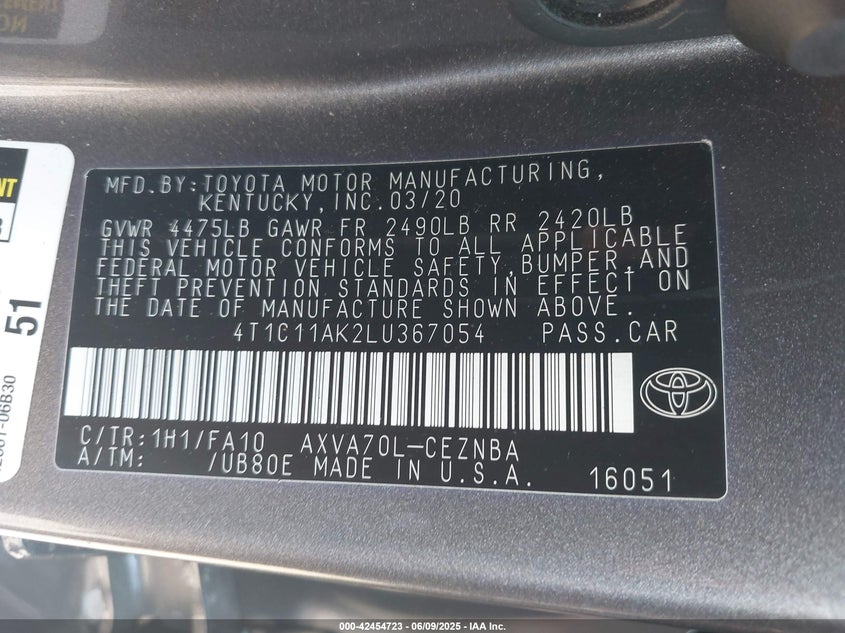 MFD.BY:TOYOTA MOTOR MANUFACTURING,
KENTUCKY,INC.03/20
GVWR 4475LB GAWR FR 2490LB RR 2420LB
THIS VEHICLE CONFORMS TO ALL APPLICABLE
FEDERAL MOTOR VEHICLE SAFETY,BUMPER,AND
THEFT PREVENTION STANDARDS IN EFFECT ON
THE DATE OF MANUFACTURE SHOWN ABOVE.
4T1C11AK2LU367054 PASS.CAR
C/TR:1H1/FA10 AXVA70L-CEZNBA
A/TM: /UB80E MADE IN U.S.A. 16051
51
000-42454723 - 06/09/2025 - IAA Inc.